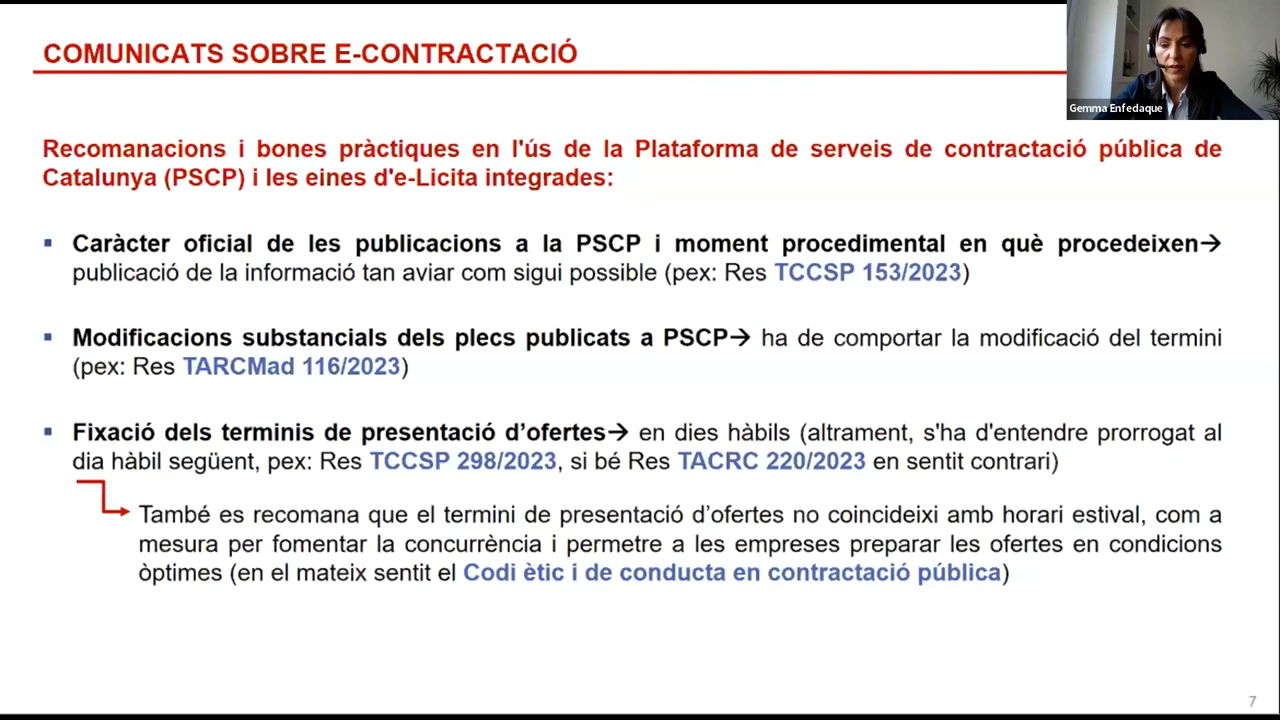 COMUNICATS SOBRE E-CONTRACTACIÓ
Gemma Enfedaque
Recomanacions i bones pràctiques en l'ús de la Plataforma de serveis de contractació pública de
Catalunya (PSCP) i les eines d'e-Licita integrades:
▪ Caràcter oficial de les publicacions a la PSCP i moment procedimental en què procedeixen→
publicació de la informació tan aviar com sigui possible (pex: Res TCCSP 153/2023)
▪ Modificacions substancials dels plecs publicats a PSCP→ ha de comportar la modificació del termini
(pex: Res TARCMad 116/2023)
▪ Fixació dels terminis de presentació d’ofertes→ en dies hàbils (altrament, s'ha d'entendre prorrogat al
dia hàbil següent, pex: Res TCCSP 298/2023, si bé Res TACRC 220/2023 en sentit contrari)
També es recomana que el termini de presentació d’ofertes no coincideixi amb horari estival, com a
mesura per fomentar la concurrència i permetre a les empreses preparar les ofertes en condicions
òptimes (en el mateix sentit el Codi ètic i de conducta en contractació pública)
7